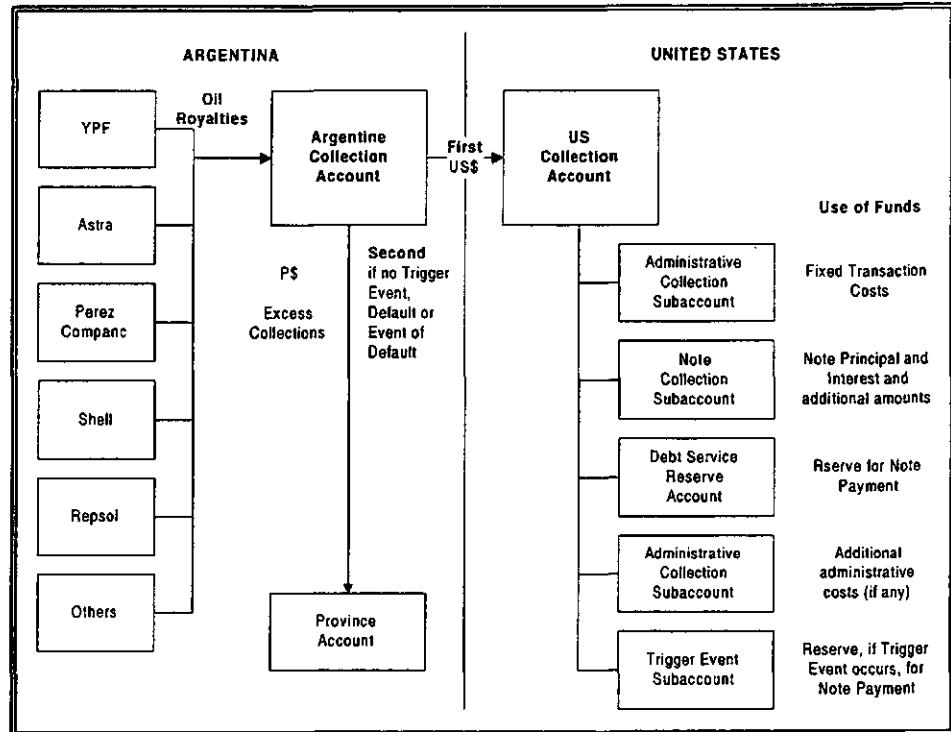 ARGENTINA
UNITED STATES
Oil
Royalties
YPF
Astra
Perez
Companc
Shell
Repsol
Others
Argentine
Collection
Account
First
US$
US
Collection
Account
P$
Excess
Collections
Second
if no Trigger
Event,
Default or
Event of
Default
Province
Account
Use of Funds
Administrative
Collection
Subaccount
Fixed Transaction
Costs
Note
Collection
Subaccount
Note Principal and
Interest and
additional amounts
Debt Service
Reserve
Account
Rserve for Note
Payment
Administrative
Collection
Subaccount
Additional
administrative
costs (if any)
Trigger Event
Subaccount
Reserve, if Trigger
Event occurs, for
Note Payment